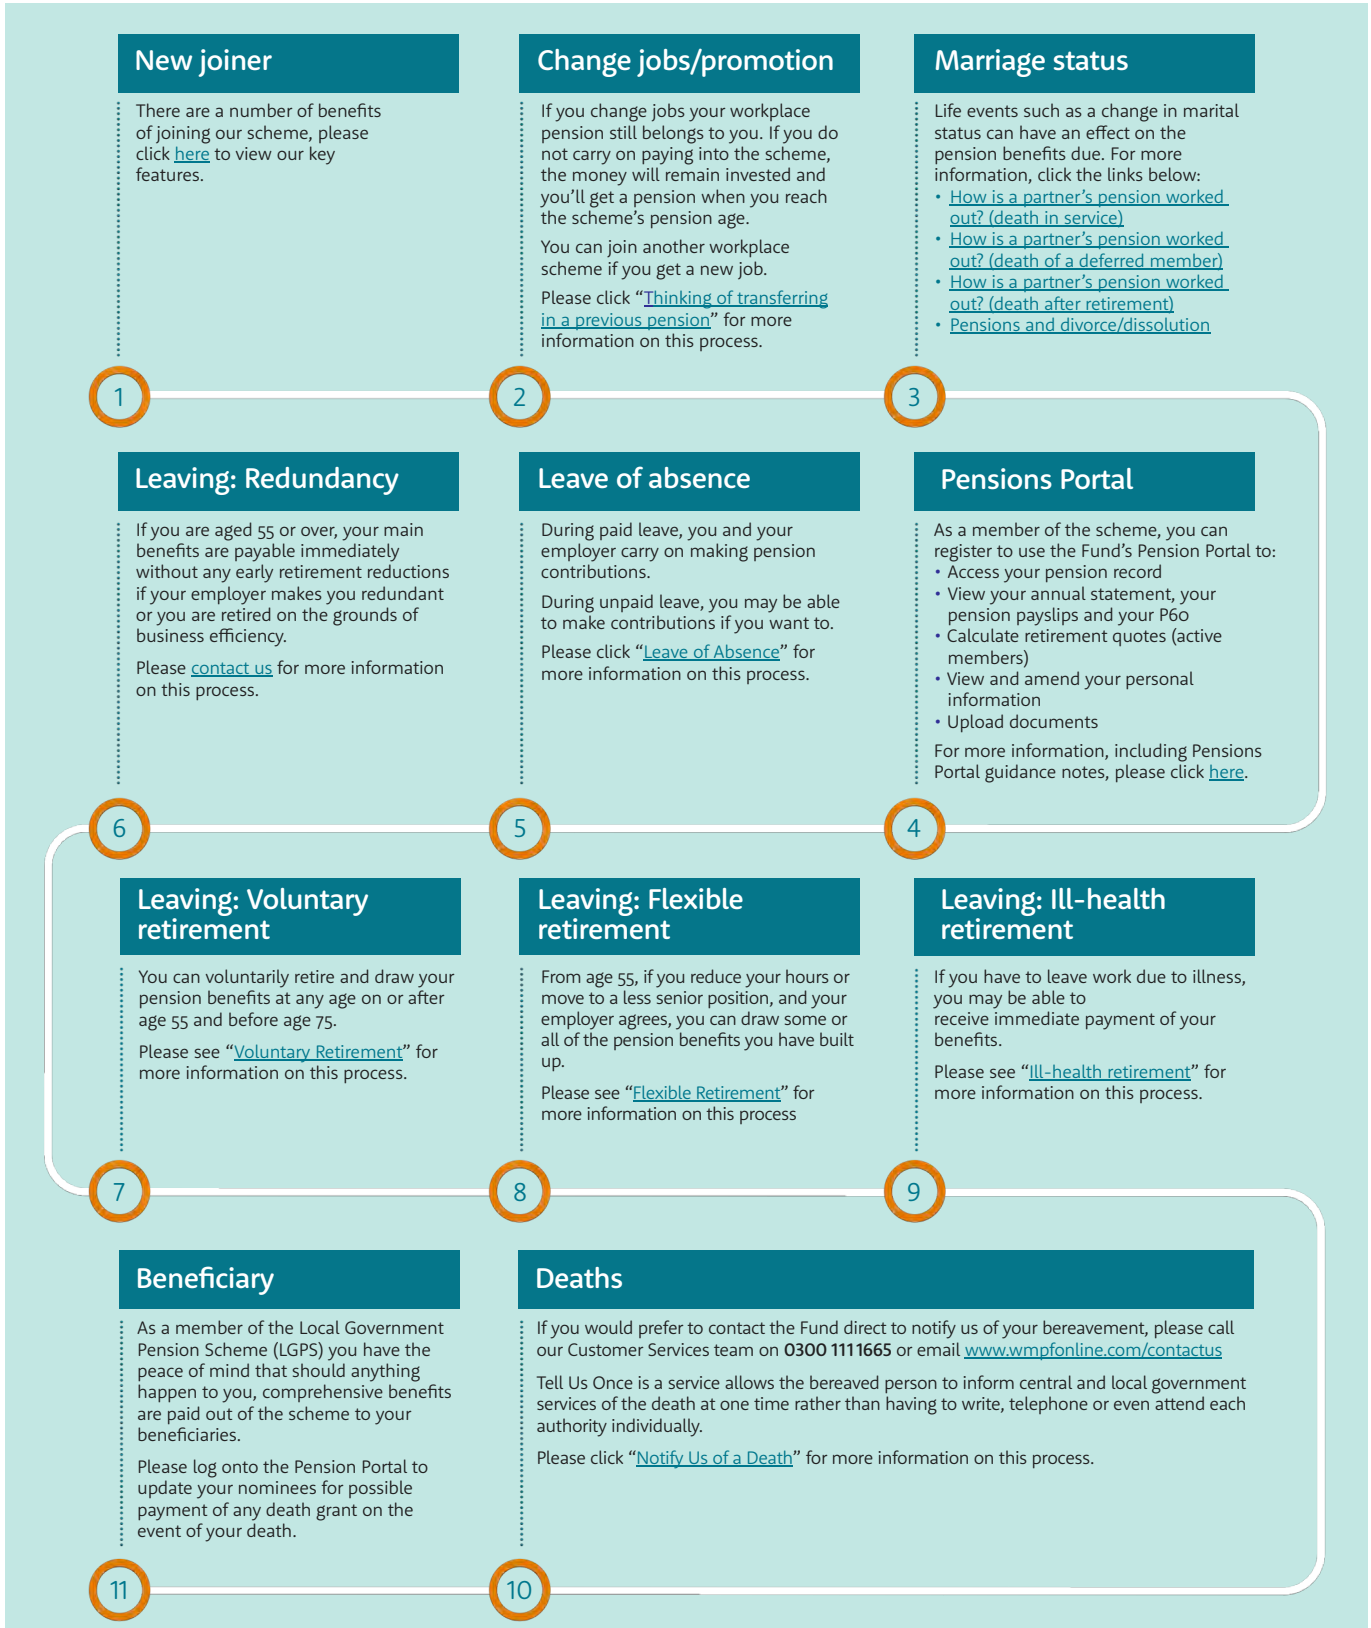 New joiner
There are a number of benefits
of joining our scheme, please
click here to view our key
features.
1
Change jobs/promotion
If you change jobs your workplace
pension still belongs to you. If you do
not carry on paying into the scheme,
the money will remain invested and
you’ll get a pension when you reach
the scheme’s pension age.
You can join another workplace
scheme if you get a new job.
Please click “Thinking of transferring
in a previous pension” for more
information on this process.
2
Marriage status
Life events such as a change in marital
status can have an effect on the
pension benefits due. For more
information, click the links below:
• How is a partner’s pension worked
out? (death in service)
• How is a partner’s pension worked
out? (death of a deferred member)
• How is a partner’s pension worked
out? (death after retirement)
• Pensions and divorce/dissolution
3
Pensions Portal
As a member of the scheme, you can
register to use the Fund’s Pension Portal to:
• Access your pension record
• View your annual statement, your
pension payslips and your P60
• Calculate retirement quotes (active
members)
• View and amend your personal
information
• Upload documents
For more information, including Pensions
Portal guidance notes, please click here.
4
Leave of absence
During paid leave, you and your
employer carry on making pension
contributions.
During unpaid leave, you may be able
to make contributions if you want to.
Please click “Leave of Absence” for
more information on this process.
5
Leaving: Redundancy
If you are aged 55 or over, your main
benefits are payable immediately
without any early retirement reductions
if your employer makes you redundant
or you are retired on the grounds of
business efficiency.
Please contact us for more information
on this process.
6
Leaving: Voluntary
retirement
You can voluntarily retire and draw your
pension benefits at any age on or after
age 55 and before age 75.
Please see “Voluntary Retirement” for
more information on this process.
7
Leaving: Flexible
retirement
From age 55, if you reduce your hours or
move to a less senior position, and your
employer agrees, you can draw some or
all of the pension benefits you have built
up.
Please see “Flexible Retirement” for
more information on this process
8
Leaving: Ill-health
retirement
If you have to leave work due to illness,
you may be able to
receive immediate payment of your
benefits.
Please see “Ill-health retirement” for
more information on this process.
9
Deaths
If you would prefer to contact the Fund direct to notify us of your bereavement, please call
our Customer Services team on 0300 1111665 or email www.wmpfonline.com/contactus
Tell Us Once is a service allows the bereaved person to inform central and local government
services of the death at one time rather than having to write, telephone or even attend each
authority individually.
Please click “Notify Us of a Death” for more information on this process.
10
Beneficiary
As a member of the Local Government
Pension Scheme (LGPS) you have the
peace of mind that should anything
happen to you, comprehensive benefits
are paid out of the scheme to your
beneficiaries.
Please log onto the Pension Portal to
update your nominees for possible
payment of any death grant on the
event of your death.
11